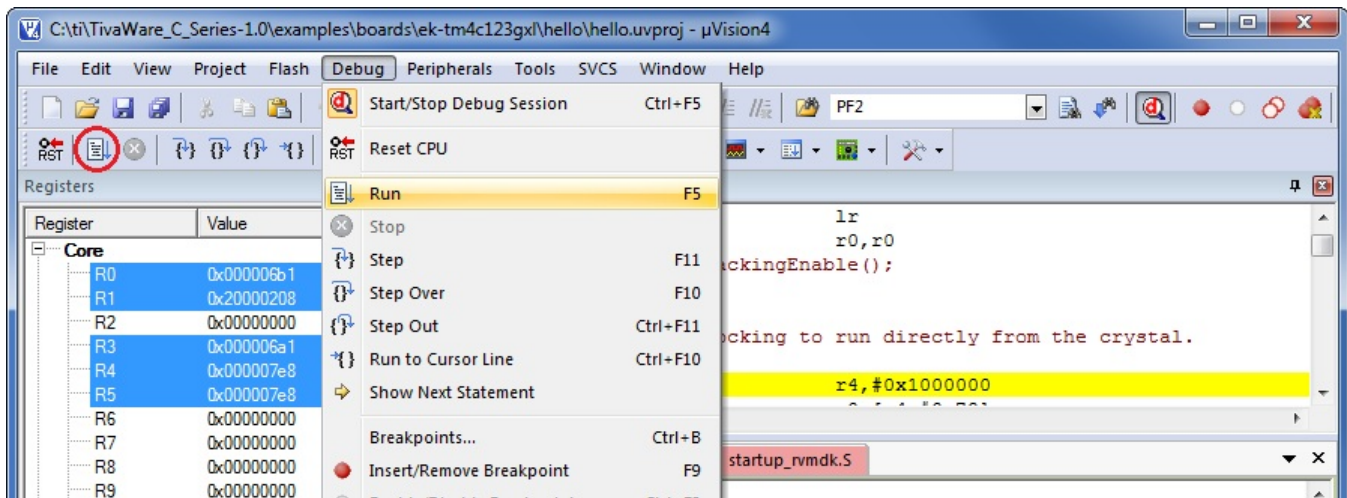 C:\ti\TivaWare_C_Series-1.0\examples\boards\ek-tm4c123gxl\hello\hello.uvproj - µVision4
File Edit View Project Flash Debug Peripherals Tools SVCS Window Help
PF2
RST
Registers
Register Value
Core
R0 0x000006b1
R1 0x20000208
R2 0x00000000
R3 0x000006a1
R4 0x000007e8
R5 0x000007e8
R6 0x00000000
R7 0x00000000
R8 0x00000000
R9 0x00000000
Start/Stop Debug Session Ctrl+F5
RST Reset CPU
Run F5
Stop
Step F11
Step Over F10
Step Out Ctrl+F11
Run to Cursor Line Ctrl+F10
Show Next Statement
Breakpoints... Ctrl+B
Insert/Remove Breakpoint F9
lr
r0,r0
ackingEnable();
ocking to run directly from the crystal.
r4,#0x1000000
startup_rvmdk.S